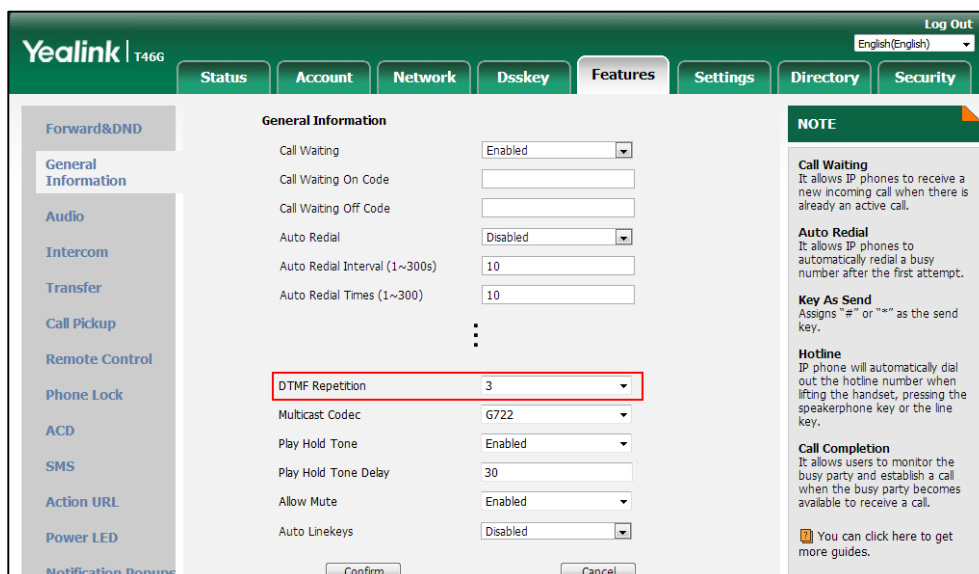 Log Out
Yealink T46G
English(English)
Status Account Network Dsskey Features Settings Directory Security
Forward&DND
General
Information
Audio
Intercom
Transfer
Call Pickup
Remote Control
Phone Lock
ACD
SMS
Action URL
Power LED
Notification Popups
General Information
Call Waiting Enabled
Call Waiting On Code
Call Waiting Off Code
Auto Redial Disabled
Auto Redial Interval (1~300s) 10
Auto Redial Times (1~300) 10
DTMF Repetition 3
Multicast Codec G722
Play Hold Tone Enabled
Play Hold Tone Delay 30
Allow Mute Enabled
Auto Linekeys Disabled
Confirm Cancel
NOTE
Call Waiting
It allows IP phones to receive a
new incoming call when there is
already an active call.
Auto Redial
It allows IP phones to
automatically redial a busy
number after the first attempt.
Key As Send
Assigns "#" or "*" as the send
key.
Hotline
IP phone will automatically dial
out the hotline number when
lifting the handset, pressing the
speakerphone key or the line
key.
Call Completion
It allows users to monitor the
busy party and establish a call
when the busy party becomes
available to receive a call.
? You can click here to get
more guides.